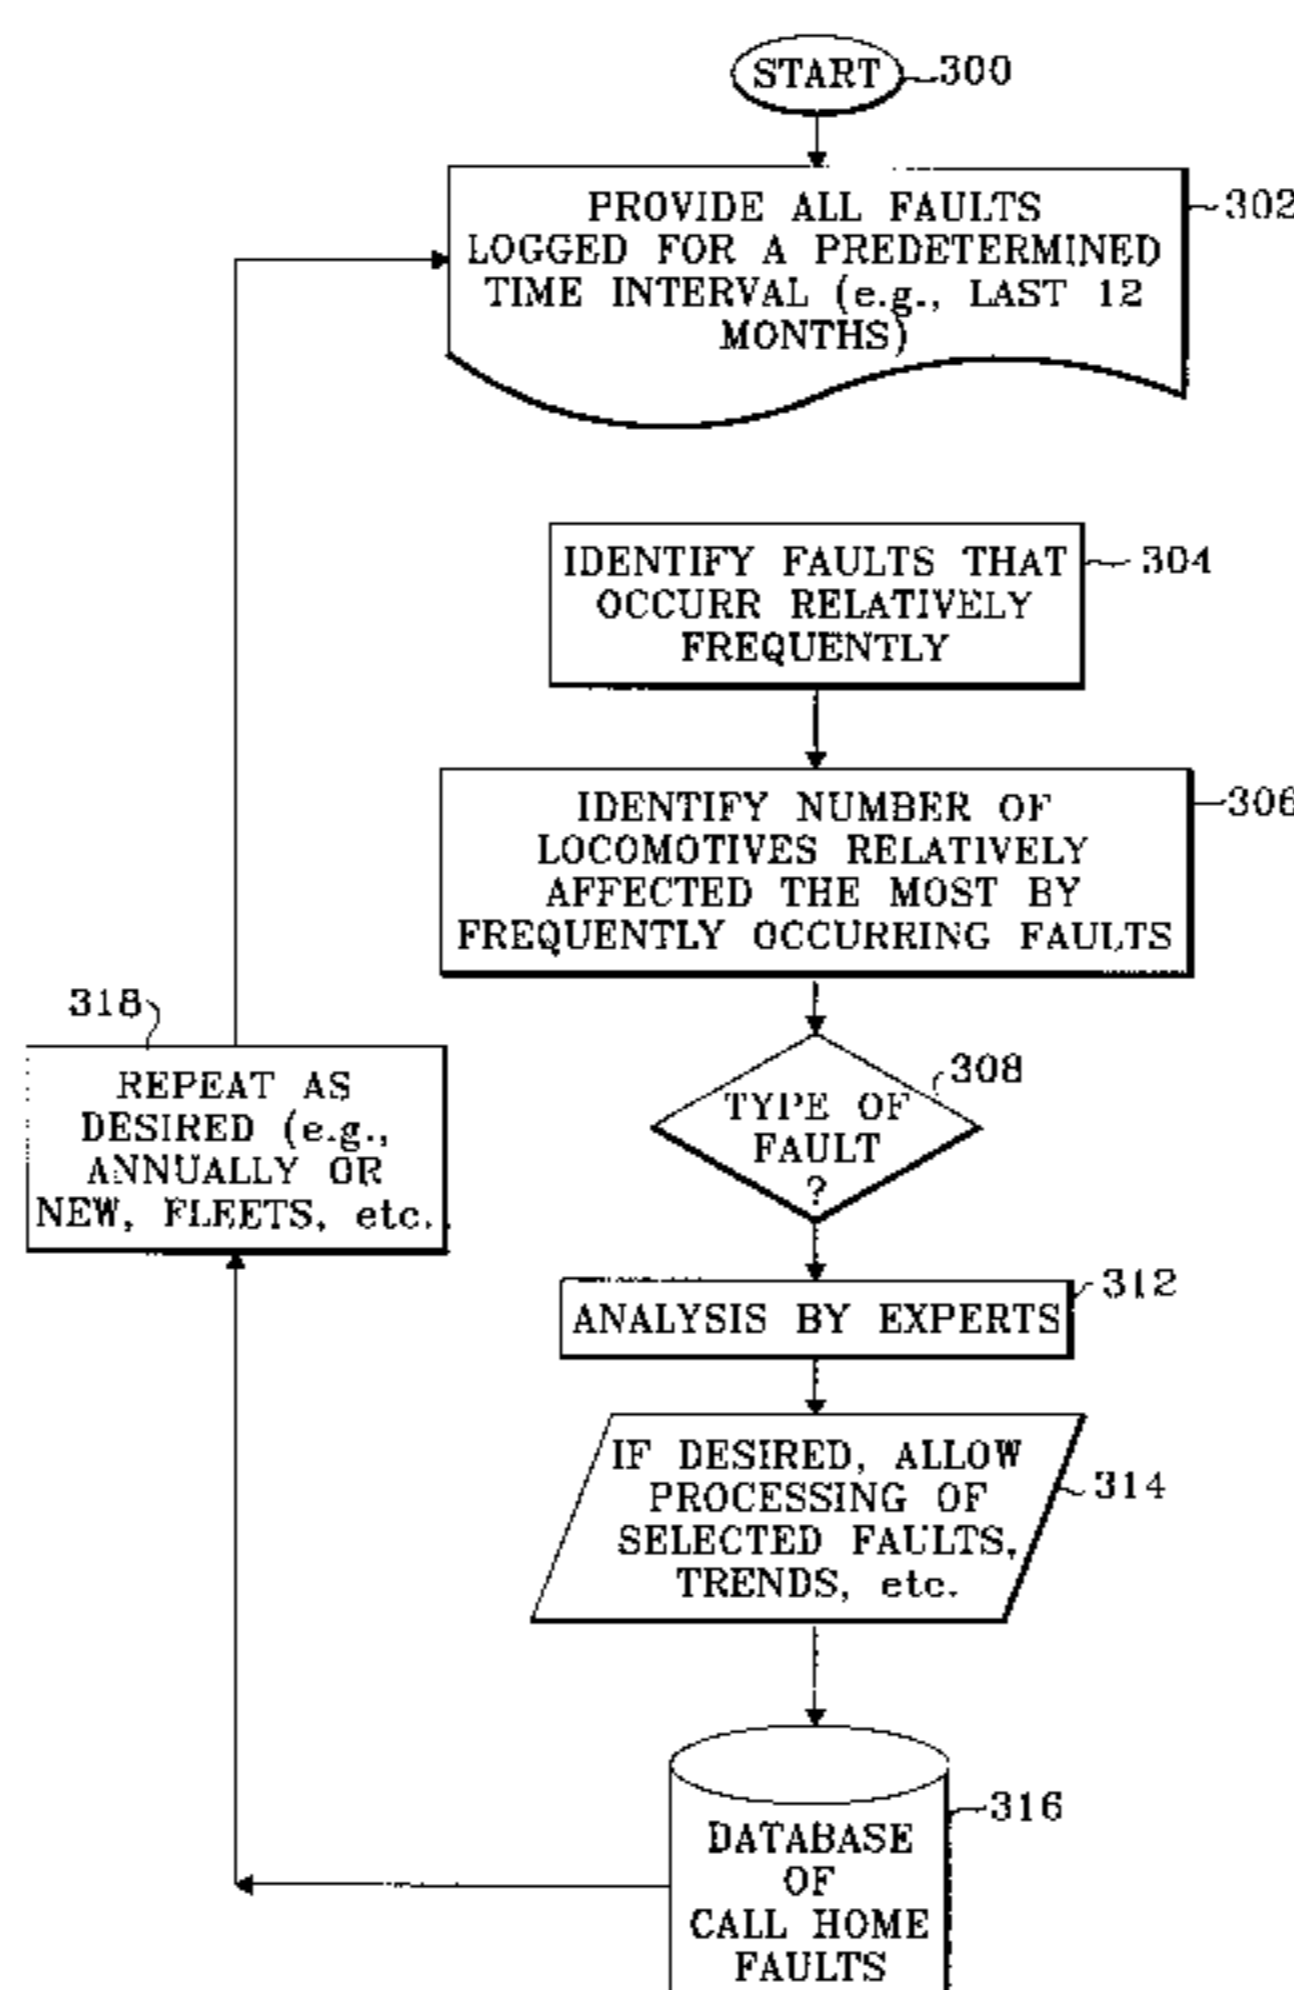 START
300
PROVIDE ALL FAULTS
LOGGED FOR A PREDETERMINED
TIME INTERVAL (e.g., LAST 12
MONTHS)
302
IDENTIFY FAULTS THAT
OCCURR RELATIVELY
FREQUENTLY
304
IDENTIFY NUMBER OF
LOCOMOTIVES RELATIVELY
AFFECTED THE MOST BY
FREQUENTLY OCCURRING FAULTS
306
318
REPEAT AS
DESIRED (e.g.,
ANNUALLY OR
NEW, FLEETS, etc.
TYPE OF
FAULT
?
308
ANALYSIS BY EXPERTS
312
IF DESIRED, ALLOW
PROCESSING OF
SELECTED FAULTS,
TRENDS, etc.
314
DATABASE
OF
CALL HOME
FAULTS
316